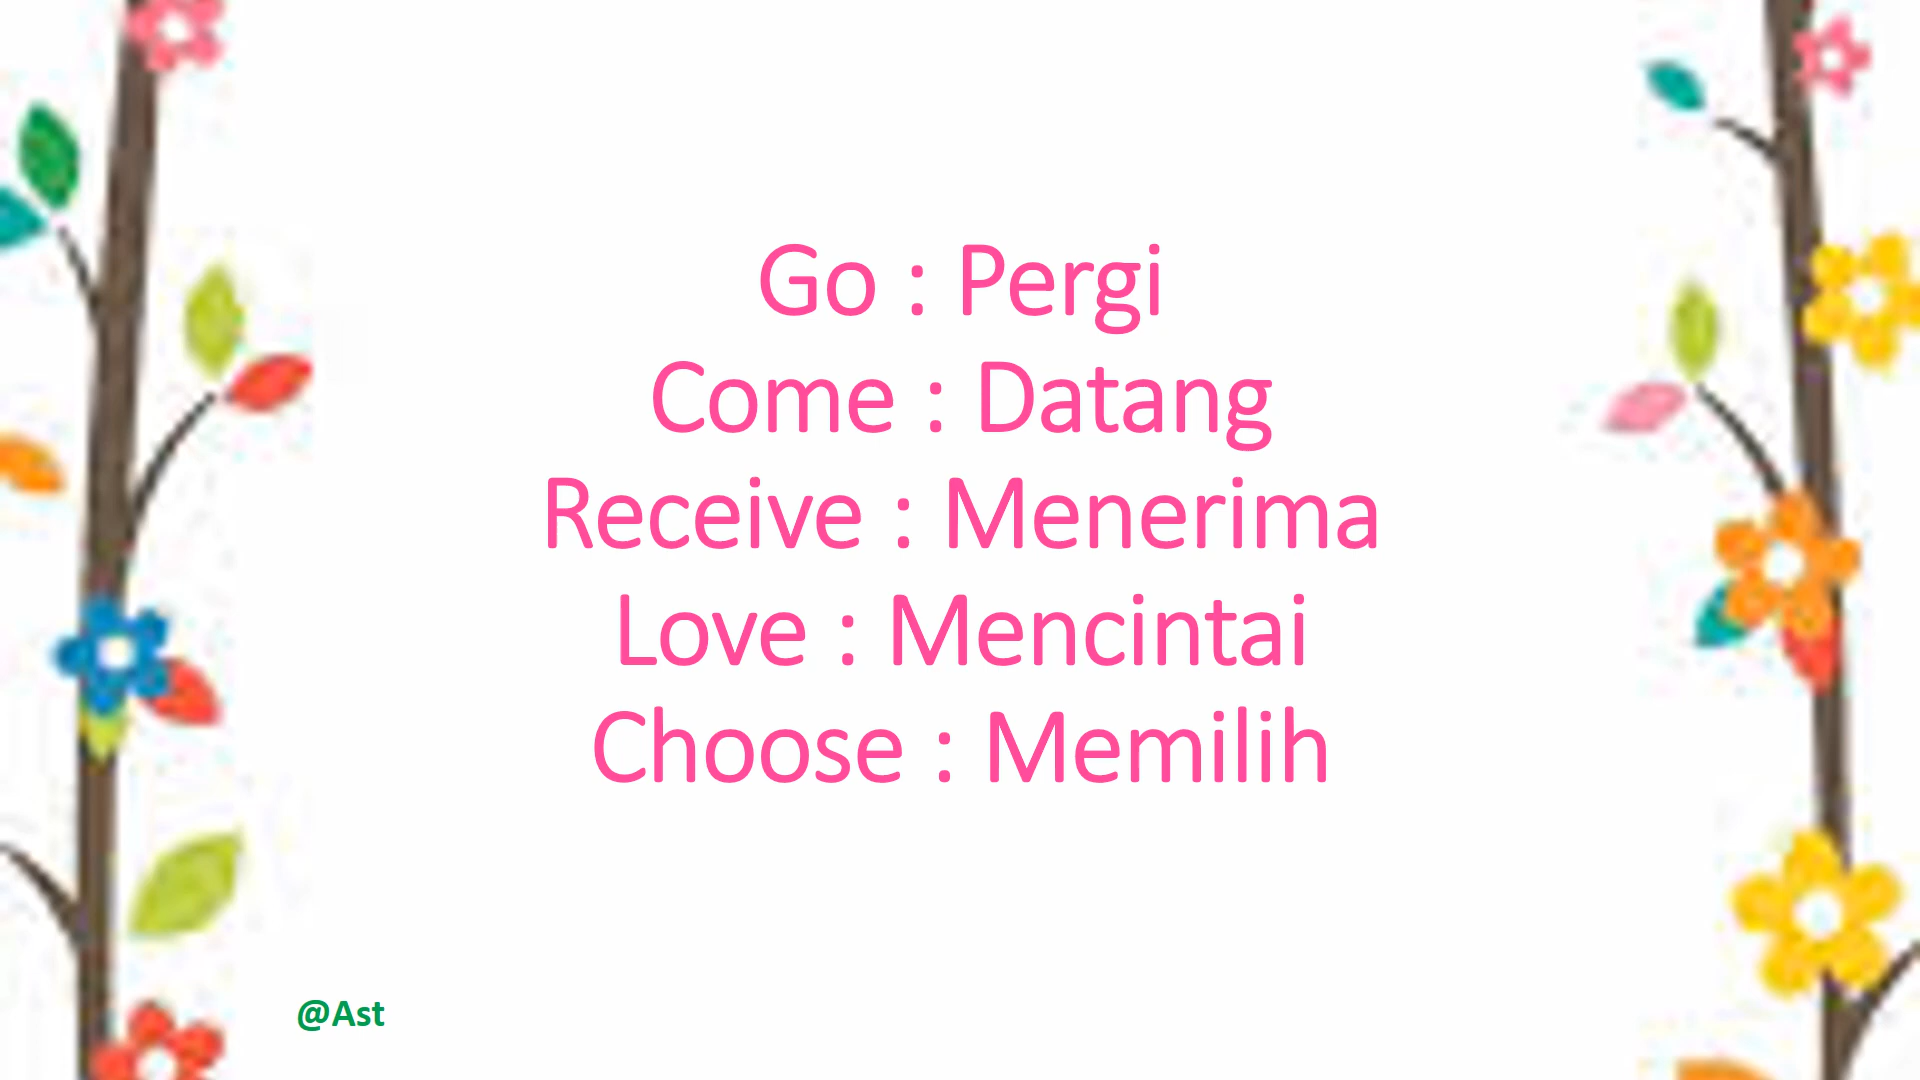 Go : Pergi
Come : Datang
Receive : Menerima
Love : Mencintai
Choose : Memilih
@Ast